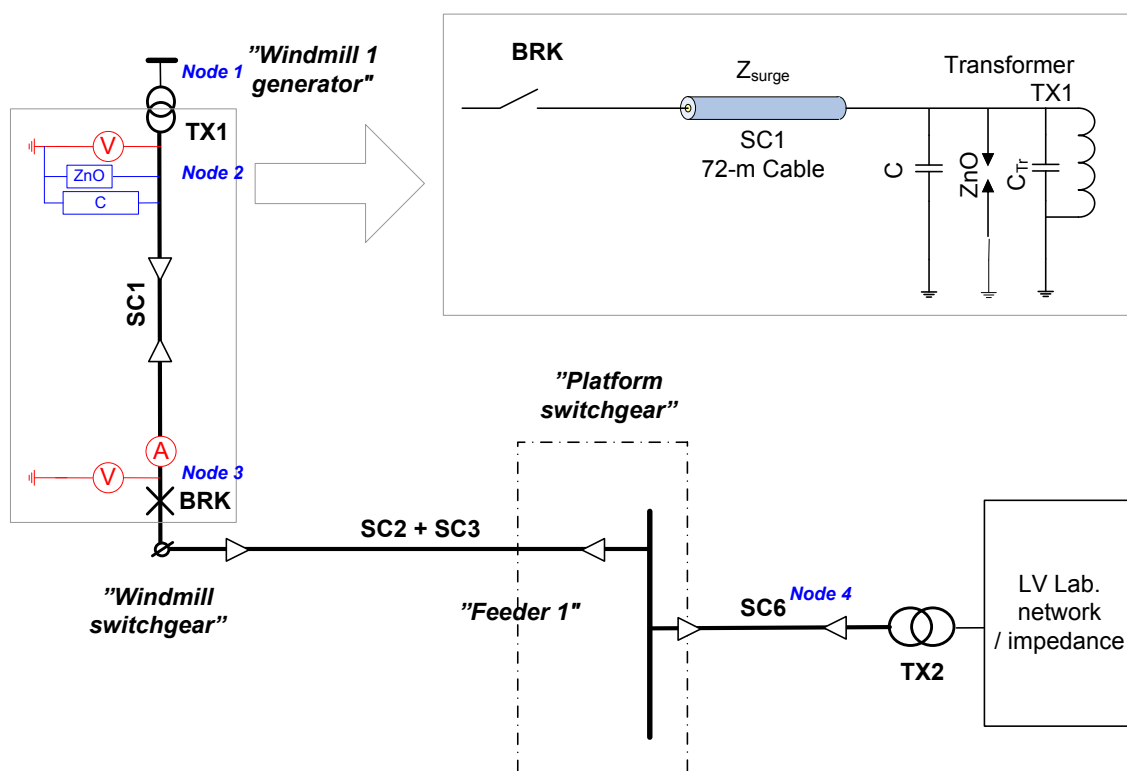 ”Windmill 1
generator"
Node 1
TX1
V
ZnO
Node 2
C
SC1
A
V
Node 3
BRK
”Windmill
switchgear”
SC2 + SC3
”Platform
switchgear”
”Feeder 1"
SC6
Node 4
TX2
LV Lab.
network
/ impedance
BRK
Zsurge
SC1
72-m Cable
Transformer
TX1
C
ZnO
CTr